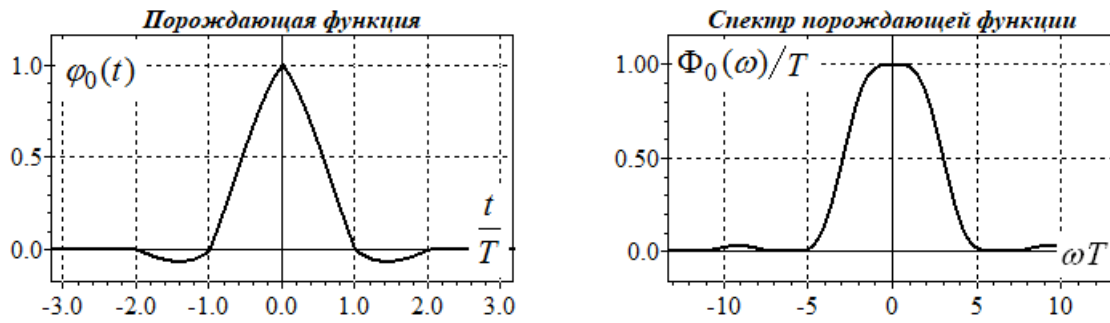 Порождающая функция
1.0
φ₀(t)
0.5
0.0
t/T
-3.0 -2.0 -1.0 0.0 1.0 2.0 3.0
Спектр порождающей функции
1.00
Φ₀(ω)/T
0.50
0.0
ωT
-10 -5 0 5 10